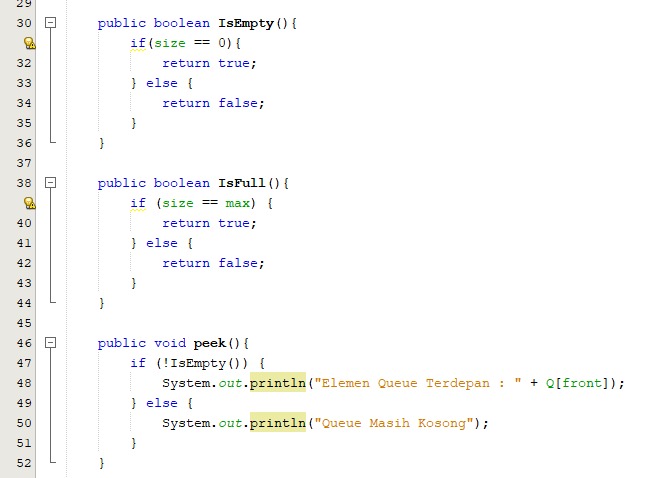 29
30 public boolean IsEmpty(){
if(size == 0){
32 return true;
33 } else {
34 return false;
35 }
36 }
37
38 public boolean IsFull(){
if (size == max) {
40 return true;
41 } else {
42 return false;
43 }
44 }
45
46 public void peek(){
47 if (!IsEmpty()) {
48 System.out.println("Elemen Queue Terdepan : " + Q[front]);
49 } else {
50 System.out.println("Queue Masih Kosong");
51 }
52 }